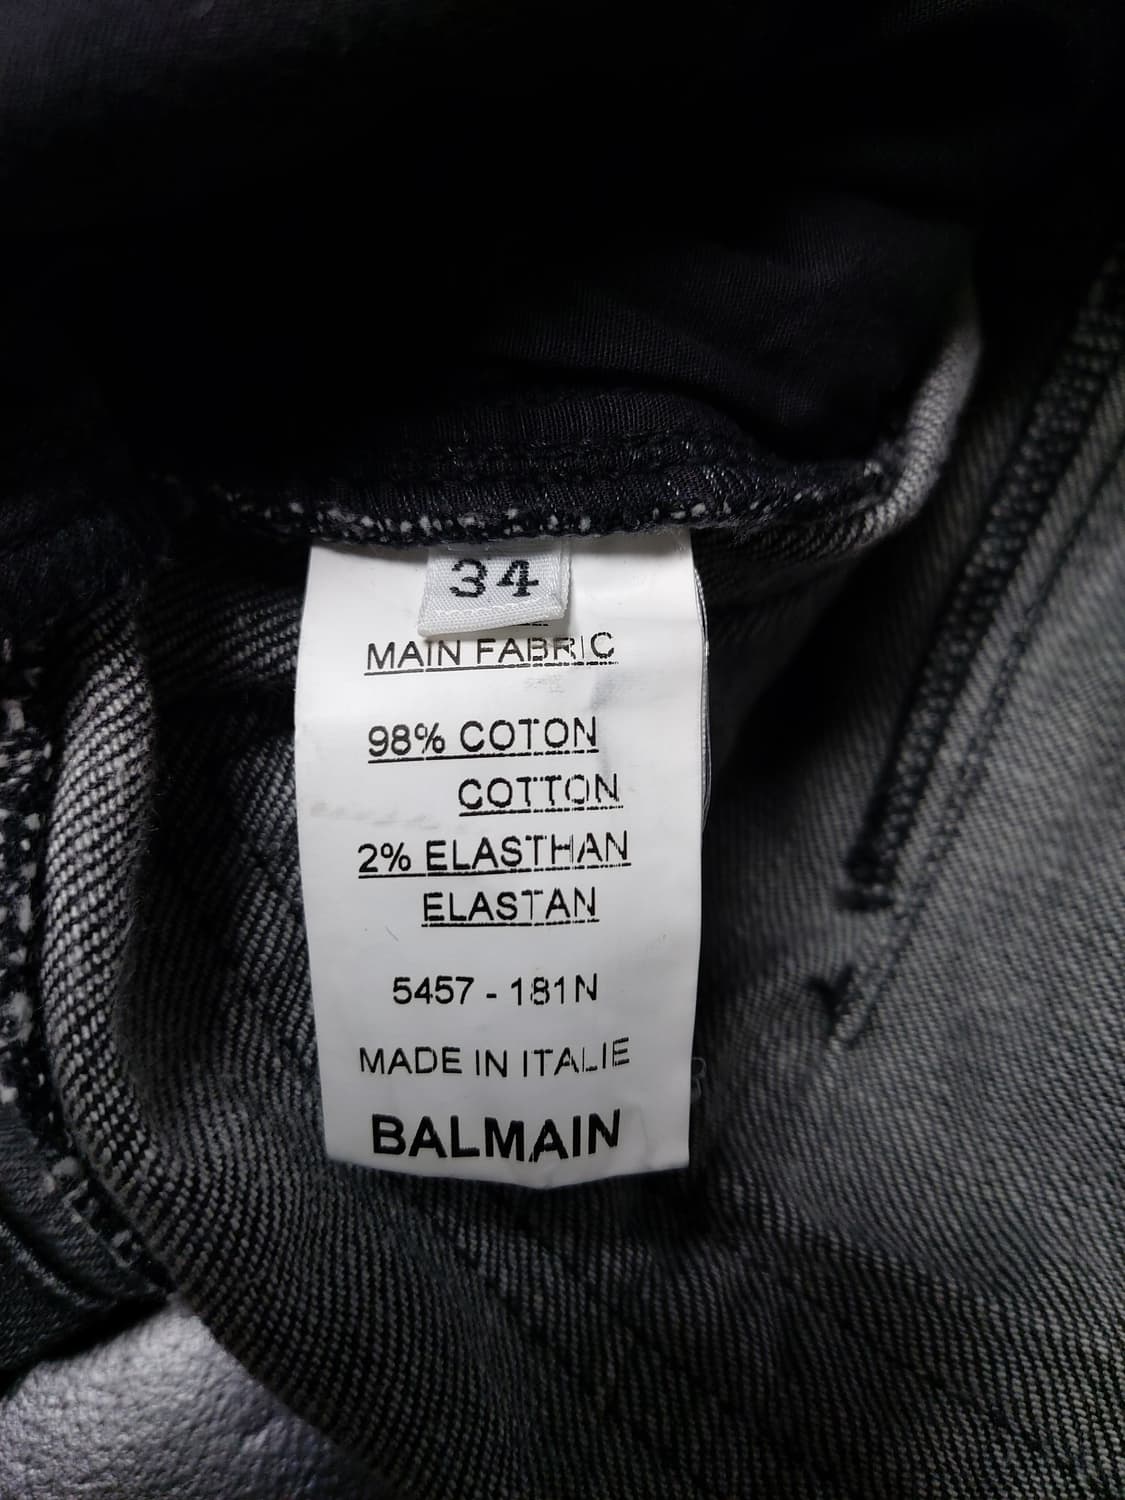 34
MAIN FABRIC
98% COTON
COTTON
2% ELASTHAN
ELASTAN
5457 - 181N
MADE IN ITALIE
BALMAIN